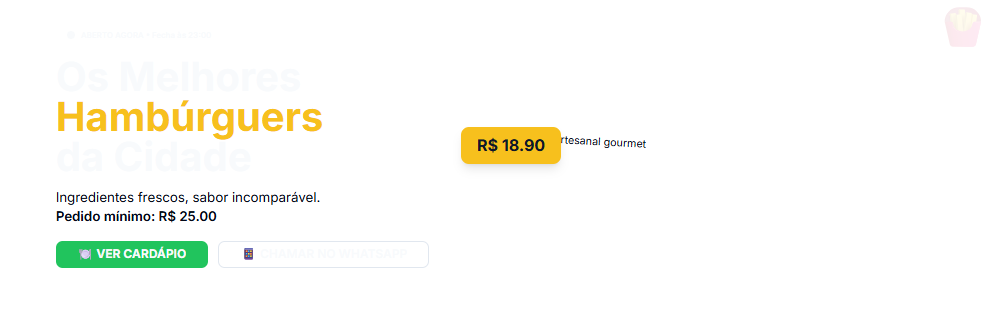 Os Melhores
Hambúrguers
da Cidade
Ingredientes frescos, sabor incomparável.
Pedido mínimo: R$ 25.00
VER CARDÁPIO
CHAMAR NO WHATSAPP
R$ 18.90
rtesanal gourmet